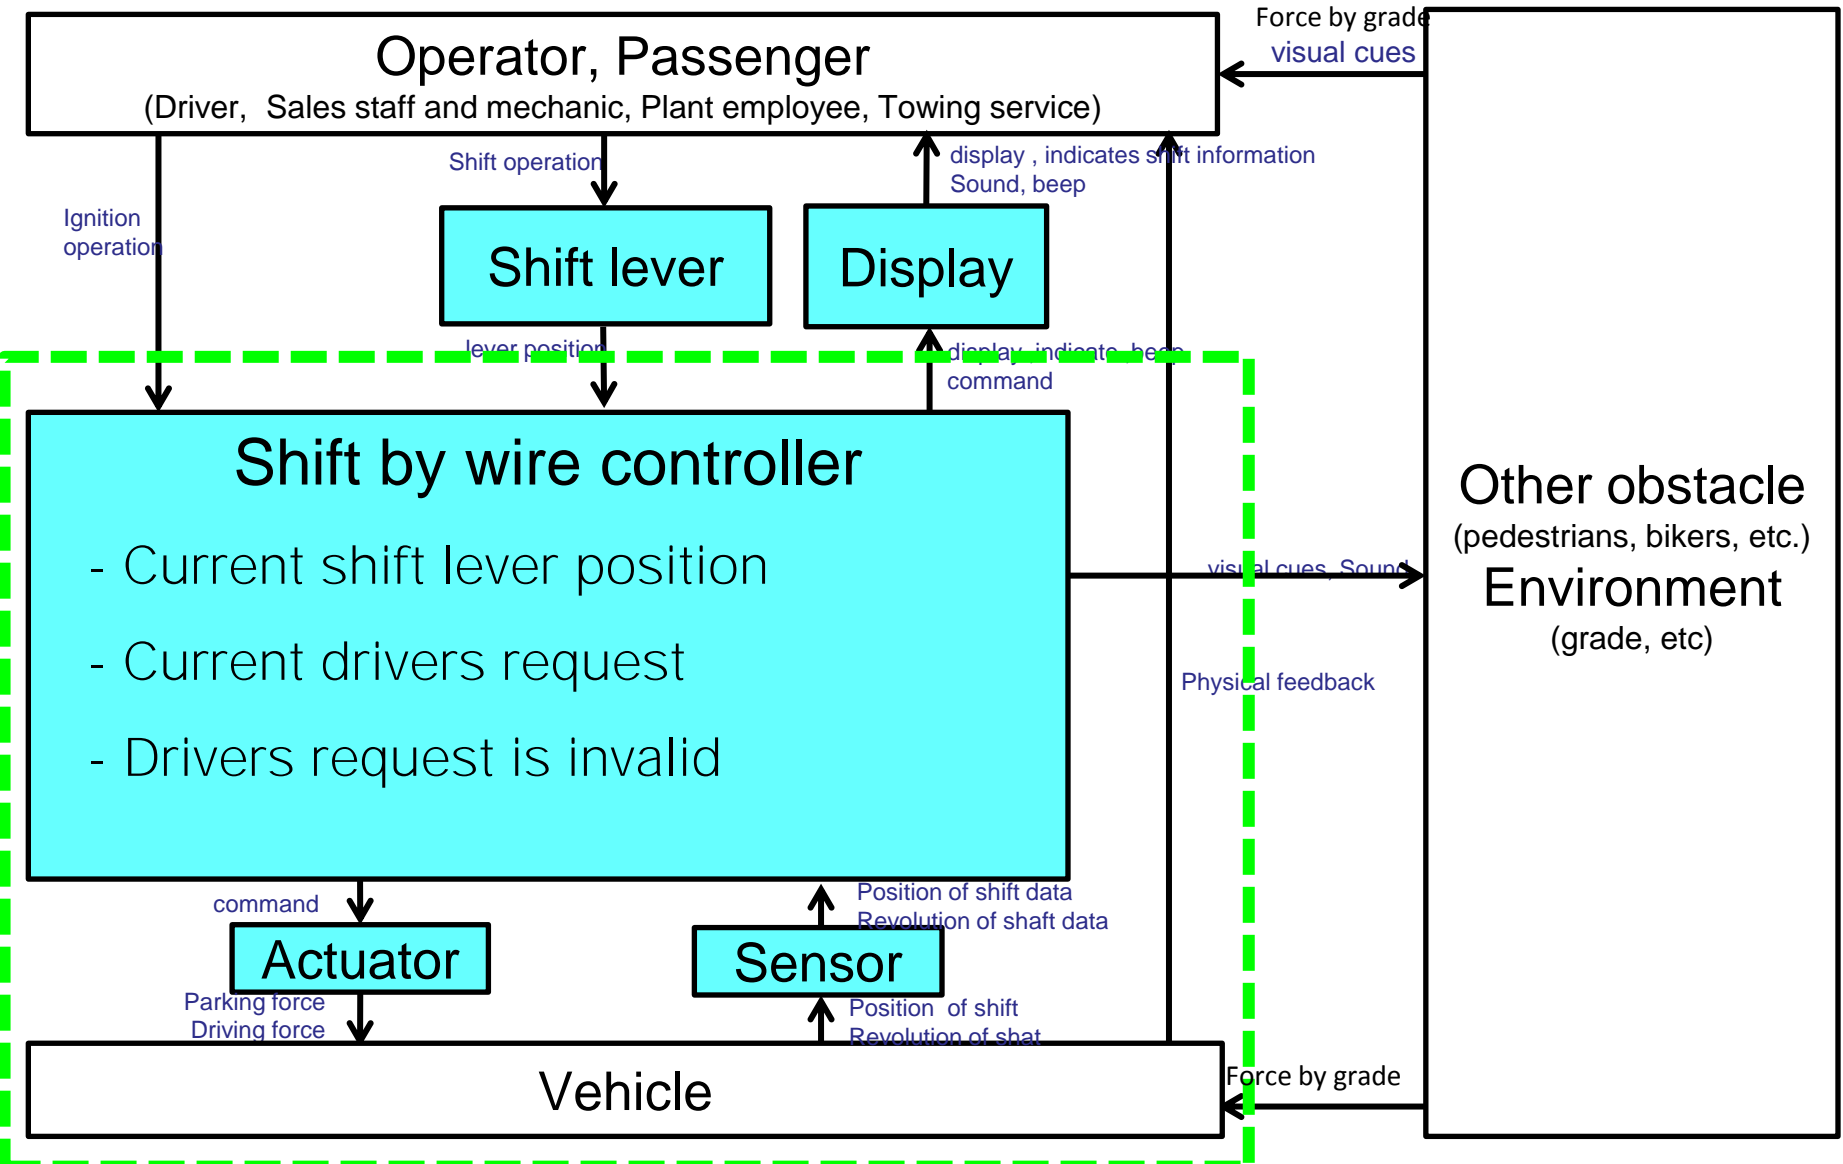 Force by grade
visual cues
Operator, Passenger
(Driver, Sales staff and mechanic, Plant employee, Towing service)
Shift operation
display , indicates shift information
Sound, beep
Ignition
operation
Shift lever
Display
lever position
display, indicate, beep
command
Shift by wire controller
- Current shift lever position
- Current drivers request
- Drivers request is invalid
visual cues, Sound
Other obstacle
(pedestrians, bikers, etc.)
Environment
(grade, etc)
Physical feedback
command
Position of shift data
Revolution of shaft data
Actuator
Sensor
Parking force
Driving force
Position of shift
Revolution of shat
Vehicle
Force by grade